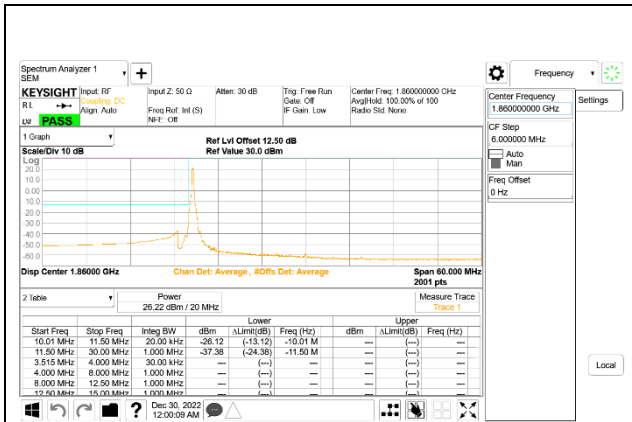 Spectrum Analyzer 1
SEM
+
Frequency
KEYSIGHT
Input: RF
Input Z: 50 Ω
Atten: 30 dB
Trig: Free Run
Center Freq: 1.860000000 GHz
RL
Coupling: DC
Gate: Off
Avg|Hold: 100.00% of 100
Align: Auto
Freq Ref: Int (S)
IF Gain: Low
Radio Std: None
PASS
NFE: Off
Center Frequency
1.860000000 GHz
Settings
CF Step
6.000000 MHz
Auto
Man
Freq Offset
0 Hz
1 Graph
Ref Lvl Offset 12.50 dB
Scale/Div 10 dB
Ref Value 30.0 dBm
Log
20.0
10.0
0.00
-10.0
-20.0
-30.0
-40.0
-50.0
-60.0
Disp Center 1.86000 GHz
Chan Det: Average , #Offs Det: Average
Span 60.000 MHz
2001 pts
2 Table
Power
26.22 dBm / 20 MHz
Measure Trace
Trace 1
Lower
Upper
Start Freq Stop Freq Integ BW dBm ΔLimit(dB) Freq (Hz) dBm ΔLimit(dB) Freq (Hz)
10.01 MHz 11.50 MHz 20.00 kHz -26.12 (-13.12) -10.01 M --- (---) ---
11.50 MHz 30.00 MHz 1.000 MHz -37.38 (-24.38) -11.50 M --- (---) ---
3.515 MHz 4.000 MHz 30.00 kHz --- (---) --- --- (---) ---
4.000 MHz 8.000 MHz 1.000 MHz --- (---) --- --- (---) ---
8.000 MHz 12.50 MHz 1.000 MHz --- (---) --- --- (---) ---
12.50 MHz 15.00 MHz 1.000 MHz --- (---) --- --- (---) ---
Local
?
Dec 30, 2022
12:00:09 AM